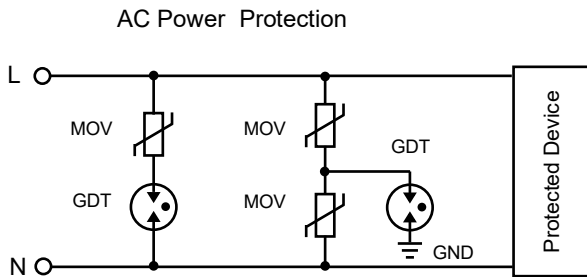 AC Power Protection
L
MOV
MOV
GDT
GDT
MOV
GND
N
Protected Device